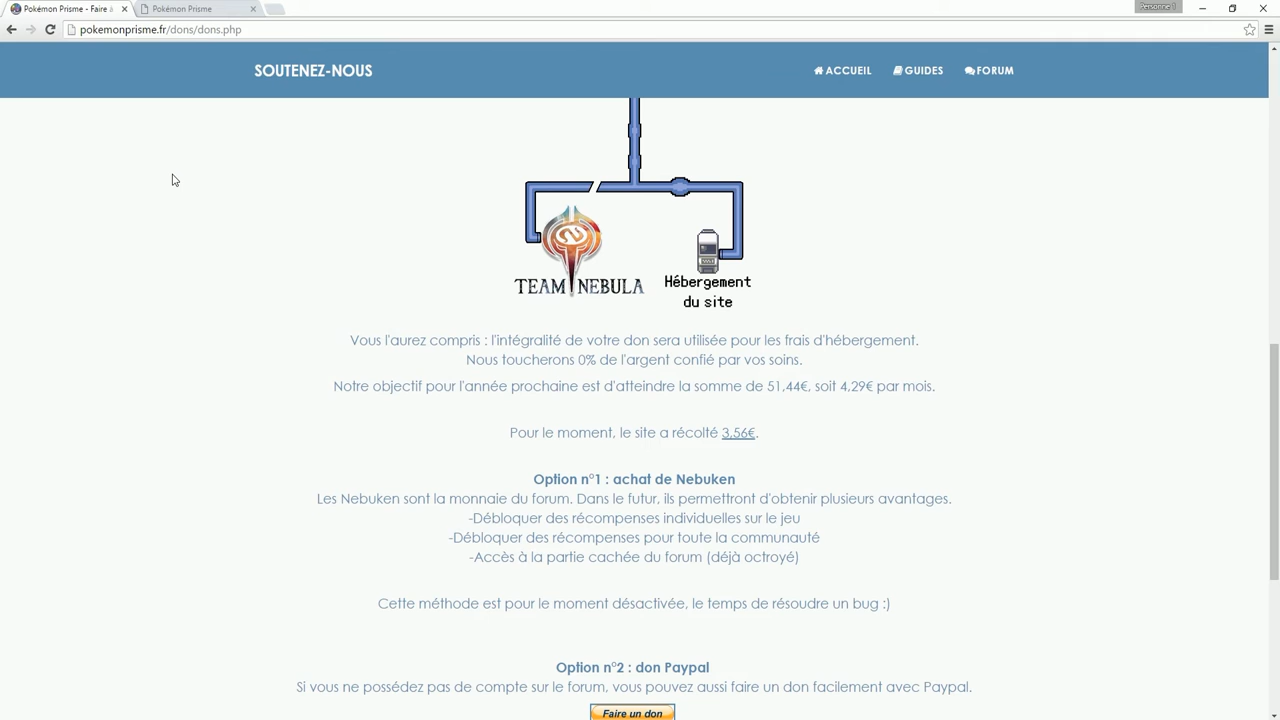 Pokémon Prisme - Faire à
Pokémon Prisme
Personne 1
pokemonprisme.fr/dons/dons.php
SOUTENEZ-NOUS
ACCUEIL
GUIDES
FORUM
TEAM NEBULA
Hébergement
du site
Vous l'aurez compris : l'intégralité de votre don sera utilisée pour les frais d'hébergement.
Nous toucherons 0% de l'argent confié par vos soins.
Notre objectif pour l'année prochaine est d'atteindre la somme de 51,44€, soit 4,29€ par mois.
Pour le moment, le site a récolté 3,56€.
Option n°1 : achat de Nebuken
Les Nebuken sont la monnaie du forum. Dans le futur, ils permettront d'obtenir plusieurs avantages.
-Débloquer des récompenses individuelles sur le jeu
-Débloquer des récompenses pour toute la communauté
-Accès à la partie cachée du forum (déjà octroyé)
Cette méthode est pour le moment désactivée, le temps de résoudre un bug :)
Option n°2 : don Paypal
Si vous ne possédez pas de compte sur le forum, vous pouvez aussi faire un don facilement avec Paypal.
Faire un don